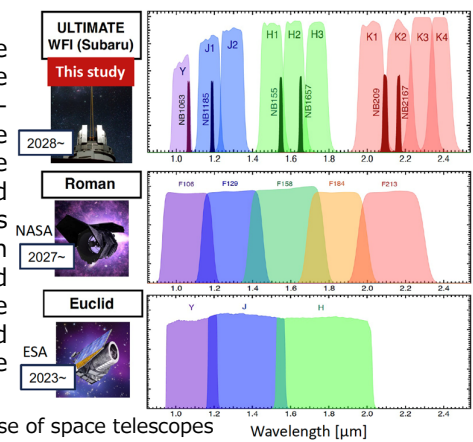 ULTIMATE
WFI (Subaru)
This study
2028~
Y
J1
J2
H1
H2
H3
K1
K2
K3
K4
NB1063
NB1185
NB155
NB1657
NB209
NB2167
1.0 1.2 1.4 1.6 1.8 2.0 2.2 2.4
Roman
NASA
2027~
F106
F129
F158
F184
F213
1.0 1.2 1.4 1.6 1.8 2.0 2.2 2.4
Euclid
ESA
2023~
Y
J
H
1.0 1.2 1.4 1.6 1.8 2.0 2.2 2.4
Wavelength [μm]
se of space telescopes